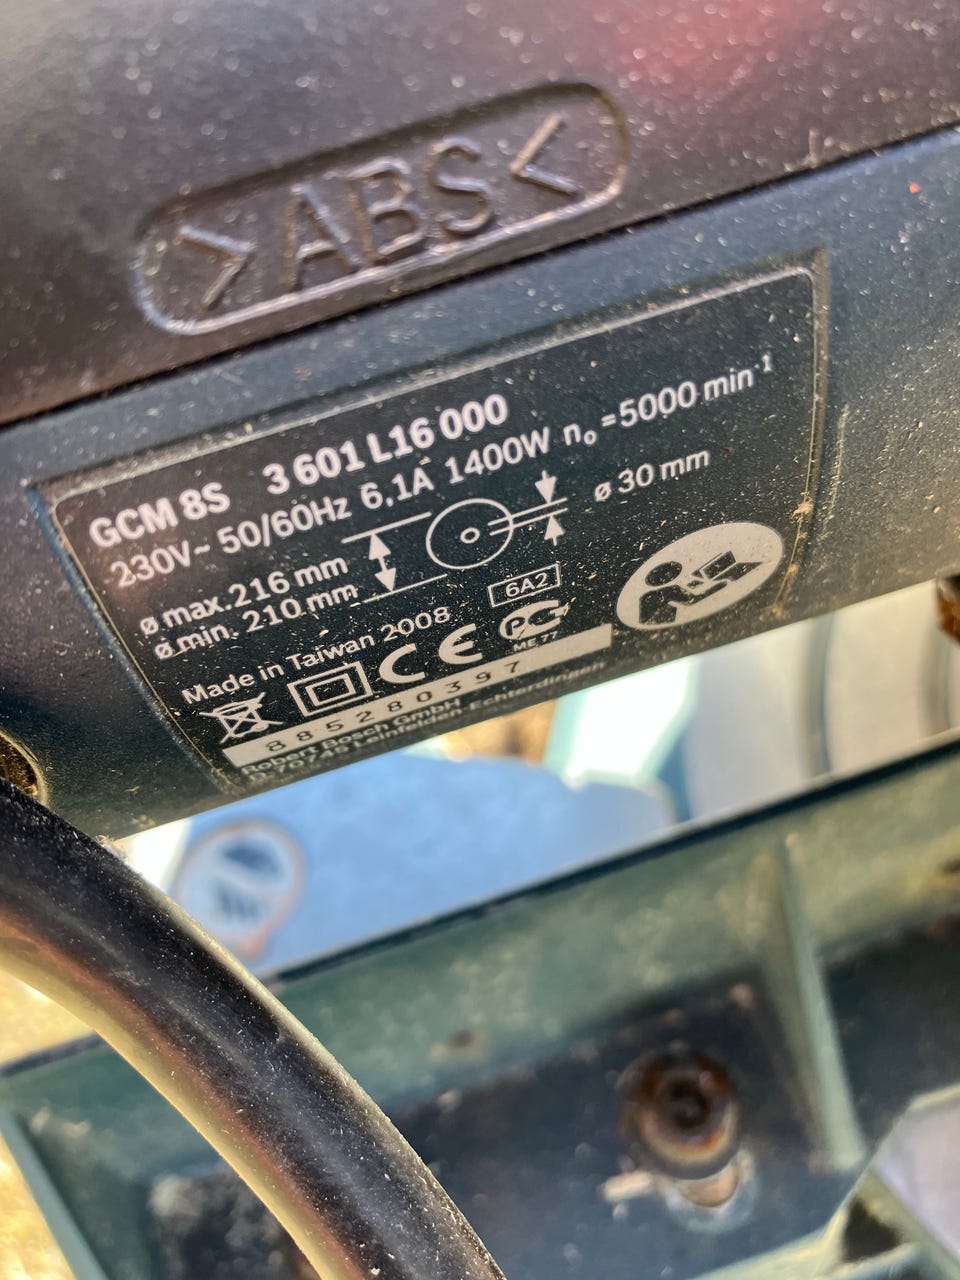 >ABS<
GCM 8S 3 601 L16 000
230V~ 50/60Hz 6.1A 1400W n₀ =5000 min⁻¹
ø max. 216 mm
ø 30 mm
ø min. 210 mm
Made in Taiwan 2008
6A2
CE
PC
ME 77
885280397
Robert Bosch GmbH
D-70745 Leinfelden-Echterdingen